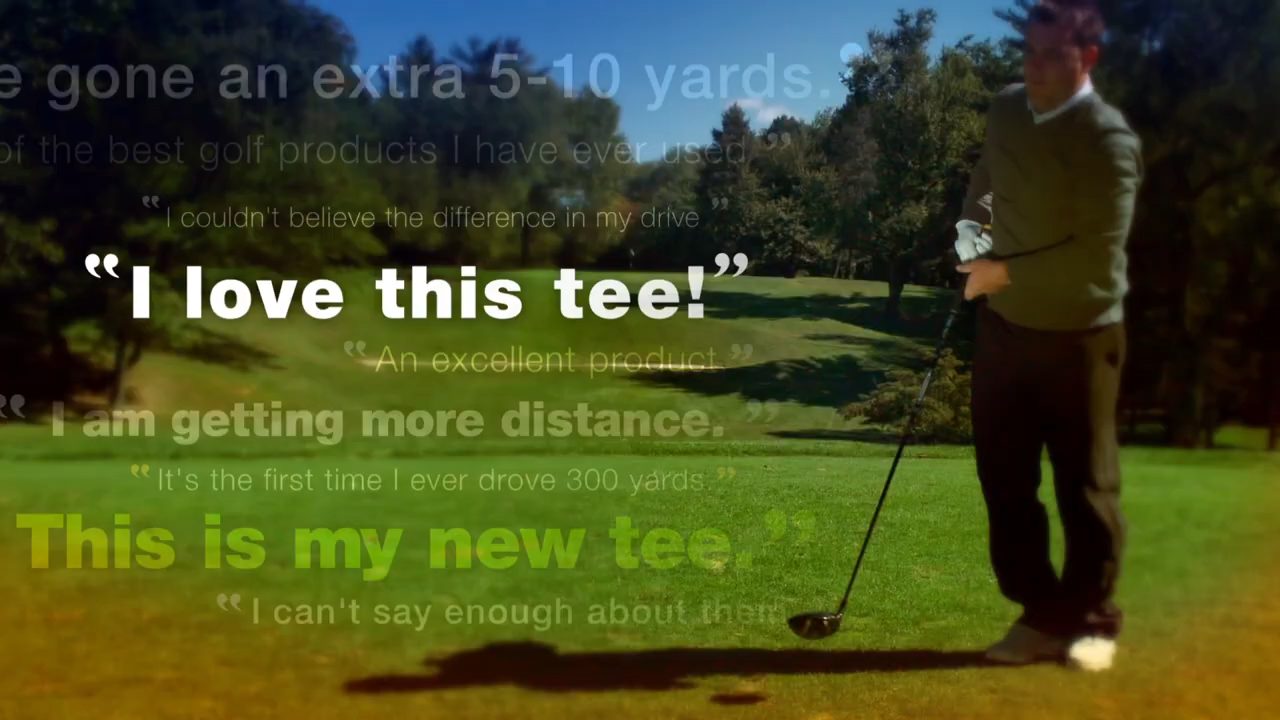 e gone an extra 5-10 yards.”
of the best golf products I have ever used.”
“I couldn't believe the difference in my drive”
“I love this tee!”
“An excellent product.”
“I am getting more distance.”
“It's the first time I ever drove 300 yards.”
This is my new tee.”
“I can't say enough about them